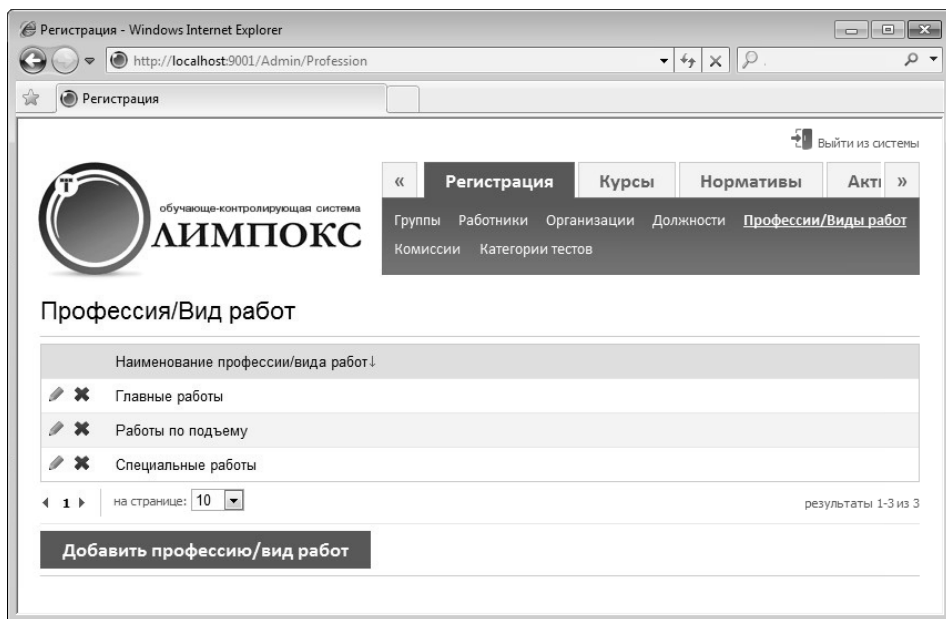 Регистрация - Windows Internet Explorer
http://localhost:9001/Admin/Profession
Регистрация
Выйти из системы
« Регистрация Курсы Нормативы Акт »
Т
обучающе-контролирующая система
ЛИМПОКС
Группы Работники Организации Должности Профессии/Виды работ
Комиссии Категории тестов
Профессия/Вид работ
Наименование профессии/вида работ↓
Главные работы
Работы по подъему
Специальные работы
1 на странице: 10 результаты 1-3 из 3
Добавить профессию/вид работ